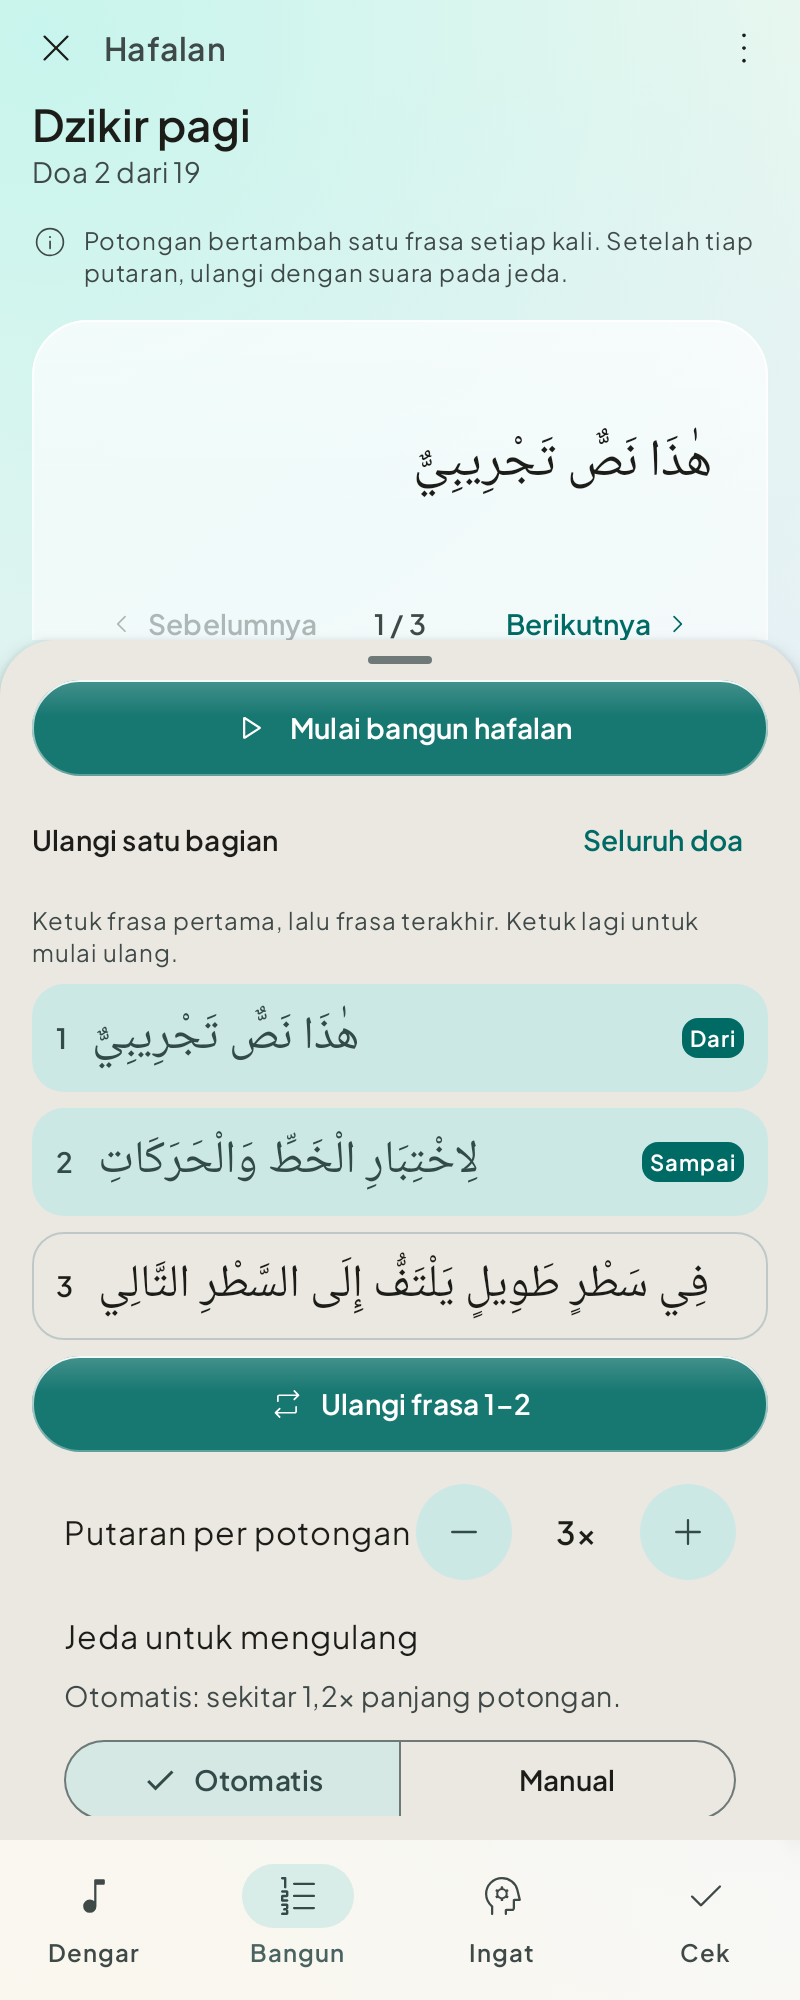 Hafalan
Dzikir pagi
Doa 2 dari 19
Potongan bertambah satu frasa setiap kali. Setelah tiap
putaran, ulangi dengan suara pada jeda.
هٰذَا نَصٌّ تَجْرِيبِيٌّ
Sebelumnya 1 / 3 Berikutnya
Mulai bangun hafalan
Ulangi satu bagian Seluruh doa
Ketuk frasa pertama, lalu frasa terakhir. Ketuk lagi untuk
mulai ulang.
1 هٰذَا نَصٌّ تَجْرِيبِيٌّ Dari
2 لِاخْتِبَارِ الْخَطِّ وَالْحَرَكَاتِ Sampai
3 فِي سَطْرٍ طَوِيلٍ يَلْتَفُّ إِلَى السَّطْرِ التَّالِي
Ulangi frasa 1–2
Putaran per potongan 3×
Jeda untuk mengulang
Otomatis: sekitar 1,2× panjang potongan.
Otomatis Manual
Dengar Bangun Ingat Cek